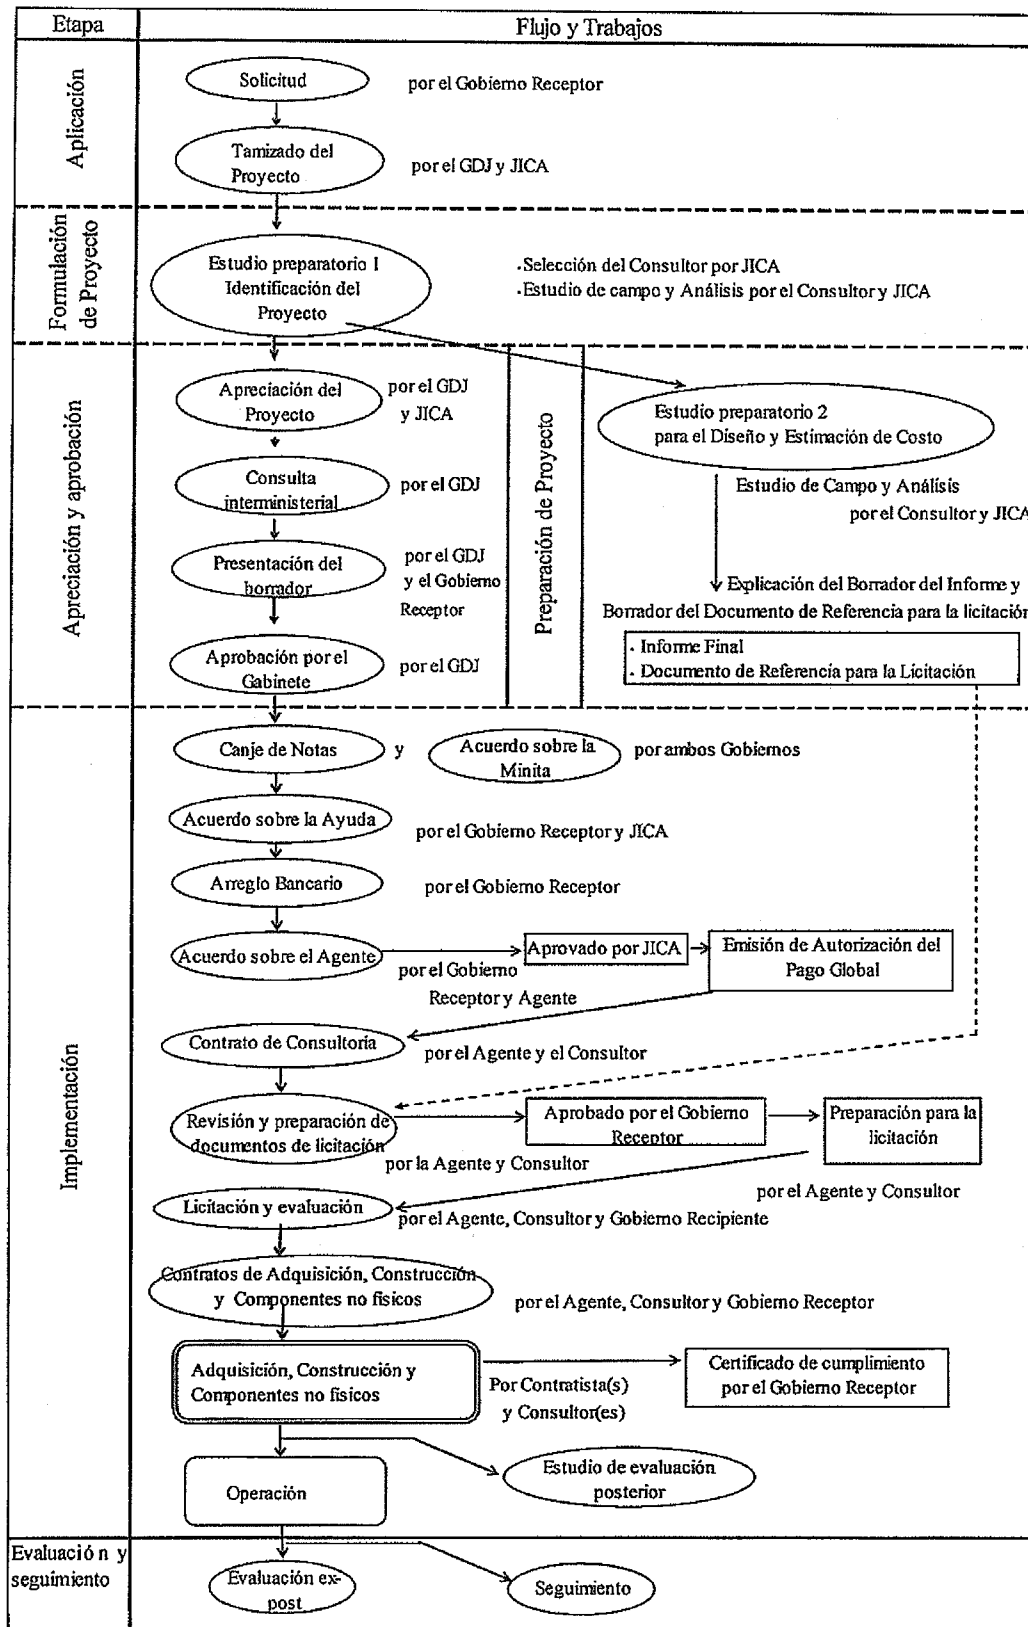 Etapa
Flujo y Trabajos
Aplicación
Solicitud
por el Gobierno Receptor
Tamizado del
Proyecto
por el GDJ y JICA
Formulación
de Proyecto
Estudio preparatorio 1
Identificación del
Proyecto
.Selección del Consultor por JICA
.Estudio de campo y Análisis por el Consultor y JICA
Apreciación y aprobación
Apreciación del
Proyecto
por el GDJ
y JICA
Consulta
interministerial
por el GDJ
Presentación del
borrador
por el GDJ
y el Gobierno
Receptor
Aprobación por el
Gabinete
por el GDJ
Preparación de Proyecto
Estudio preparatorio 2
para el Diseño y Estimación de Costo
Estudio de Campo y Análisis
por el Consultor y JICA
Explicación del Borrador del Informe y
Borrador del Documento de Referencia para la licitación
. Informe Final
. Documento de Referencia para la Licitación
Implementación
Canje de Notas
y
Acuerdo sobre la
Minita
por ambos Gobiernos
Acuerdo sobre la Ayuda
por el Gobierno Receptor y JICA
Arreglo Bancario
por el Gobierno Receptor
Acuerdo sobre el Agente
por el Gobierno
Receptor y Agente
Aprovado por JICA
Emisión de Autorización del
Pago Global
Contrato de Consultoría
por el Agente y el Consultor
Revisión y preparación de
documentos de licitación
por la Agente y Consultor
Aprobado por el Gobierno
Receptor
Preparación para la
licitación
por el Agente y Consultor
Licitación y evaluación
por el Agente, Consultor y Gobierno Recipiente
Contratos de Adquisición, Construcción
y Componentes no físicos
por el Agente, Consultor y Gobierno Receptor
Adquisición, Construcción y
Componentes no físicos
Por Contratista(s)
y Consultor(es)
Certificado de cumplimiento
por el Gobierno Receptor
Operación
Estudio de evaluación
posterior
Evaluación y
seguimiento
Evaluación ex-
post
Seguimiento